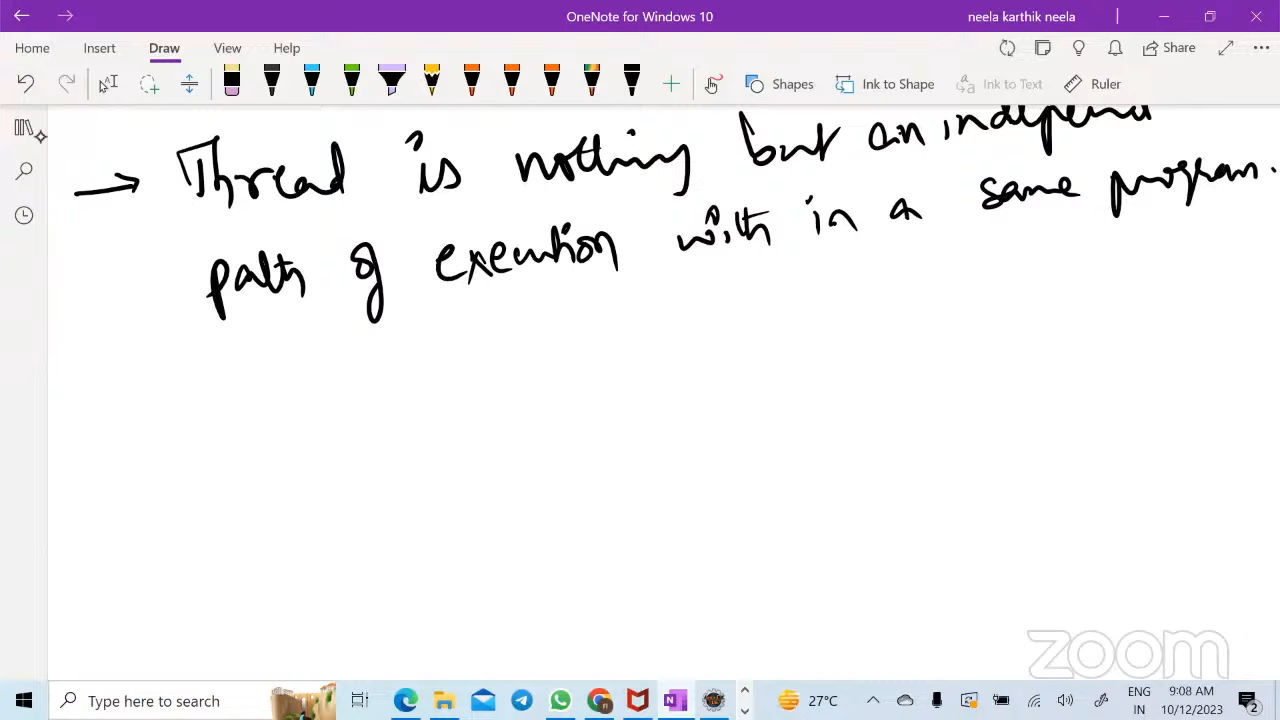 OneNote for Windows 10
neela karthik neela
Home Insert Draw View Help
Share
Shapes Ink to Shape Ink to Text Ruler
→ Thread is nothing but an independ
path of execution with in a same program.
zoom
Type here to search
27°C
ENG
IN
9:08 AM
10/12/2023
2